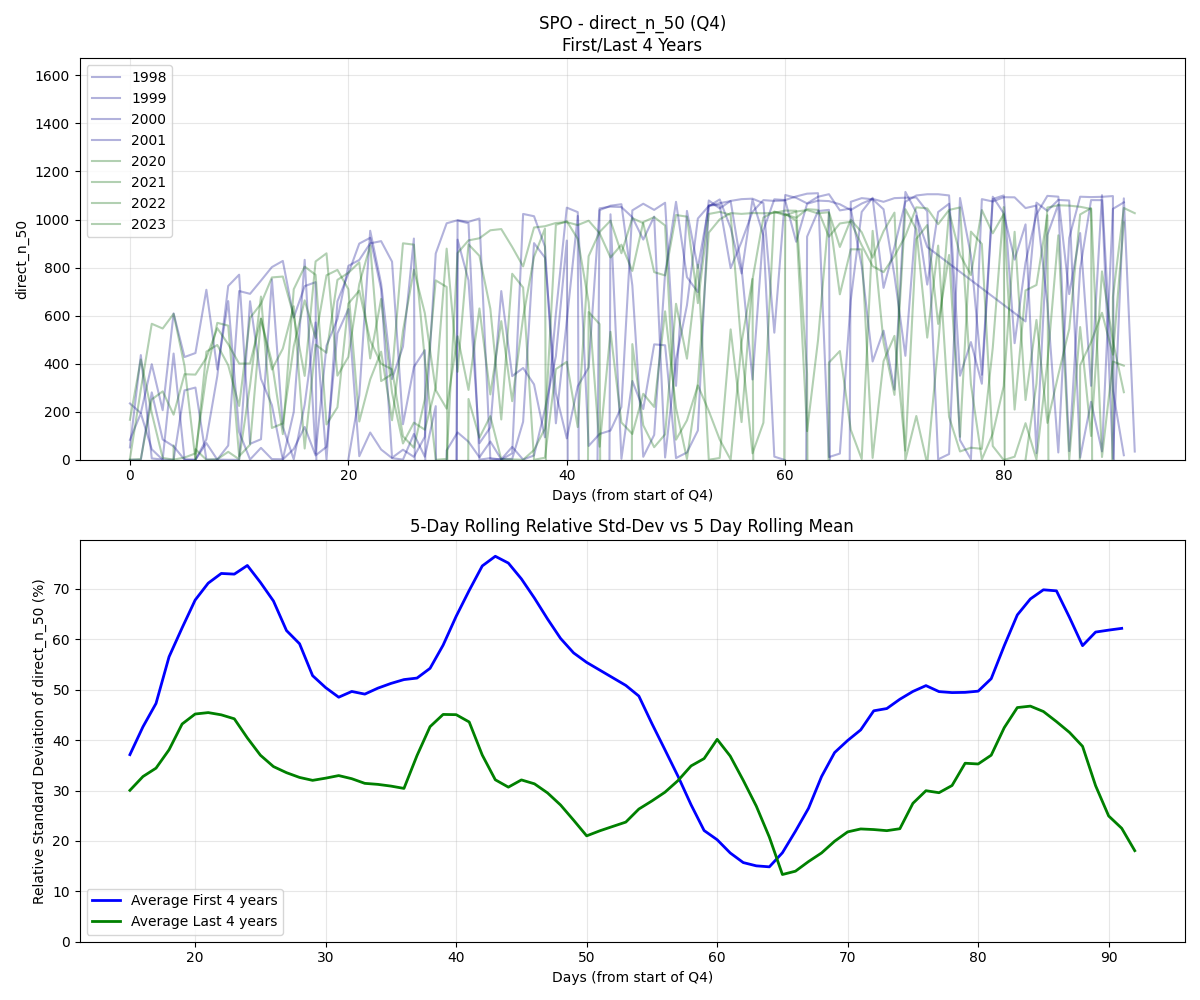 SPO - direct_n_50 (Q4)
First/Last 4 Years
1600
1400
1200
1000
800
600
400
200
0
direct_n_50
1998
1999
2000
2001
2020
2021
2022
2023
0 20 40 60 80
Days (from start of Q4)
5-Day Rolling Relative Std-Dev vs 5 Day Rolling Mean
70
60
50
40
30
20
10
0
Relative Standard Deviation of direct_n_50 (%)
Average First 4 years
Average Last 4 years
20 30 40 50 60 70 80 90
Days (from start of Q4)